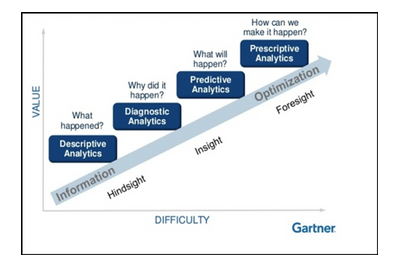 How can we
make it happen?
Prescriptive
Analytics
What will
happen?
Predictive
Analytics
Why did it
happen?
Diagnostic
Analytics
What
happened?
Descriptive
Analytics
VALUE
Information
Optimization
Hindsight
Insight
Foresight
DIFFICULTY
Gartner